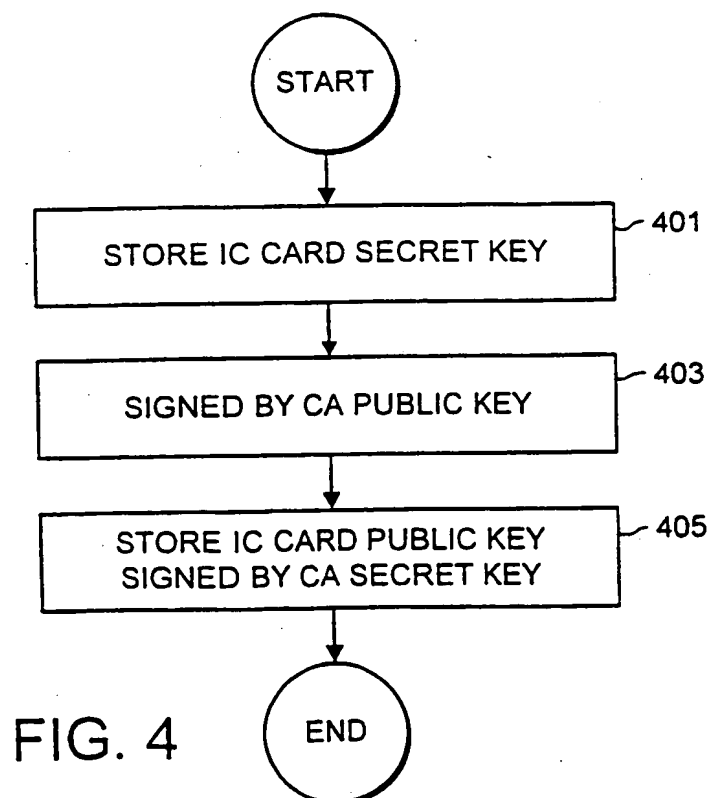 START
STORE IC CARD SECRET KEY
401
SIGNED BY CA PUBLIC KEY
403
STORE IC CARD PUBLIC KEY
SIGNED BY CA SECRET KEY
405
END
FIG. 4